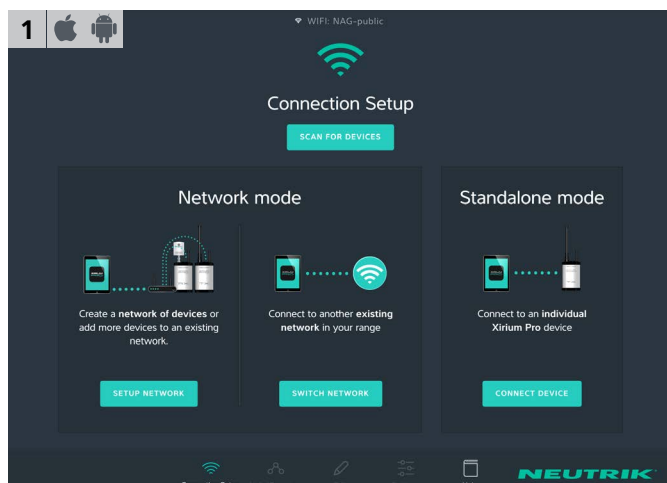 1
WIFI: NAG-public
Connection Setup
SCAN FOR DEVICES
Network mode
Create a network of devices or
add more devices to an existing
network.
SETUP NETWORK
Connect to another existing
network in your range
SWITCH NETWORK
Standalone mode
Connect to an individual
Xirium Pro device
CONNECT DEVICE
NEUTRIK